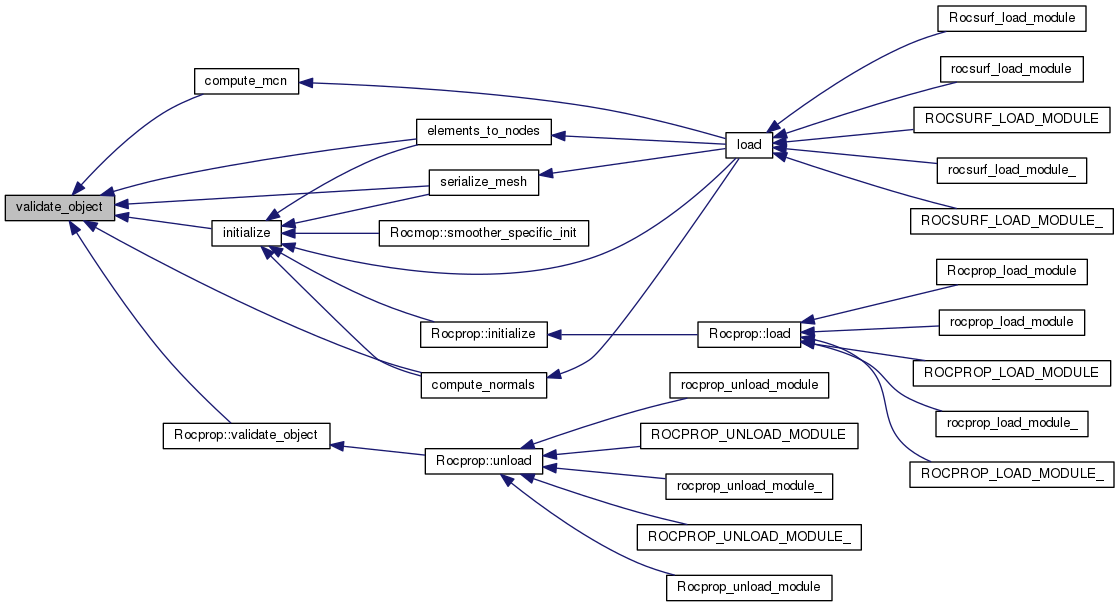 validate_object
compute_mcn
elements_to_nodes
serialize_mesh
initialize
Rocmop::smoother_specific_init
Rocprop::initialize
compute_normals
Rocprop::validate_object
Rocprop::unload
load
Rocprop::load
Rocsurf_load_module
rocsurf_load_module
ROCSURF_LOAD_MODULE
rocsurf_load_module_
ROCSURF_LOAD_MODULE_
Rocprop_load_module
rocprop_load_module
ROCPROP_LOAD_MODULE
rocprop_load_module_
ROCPROP_LOAD_MODULE_
rocprop_unload_module
ROCPROP_UNLOAD_MODULE
rocprop_unload_module_
ROCPROP_UNLOAD_MODULE_
Rocprop_unload_module